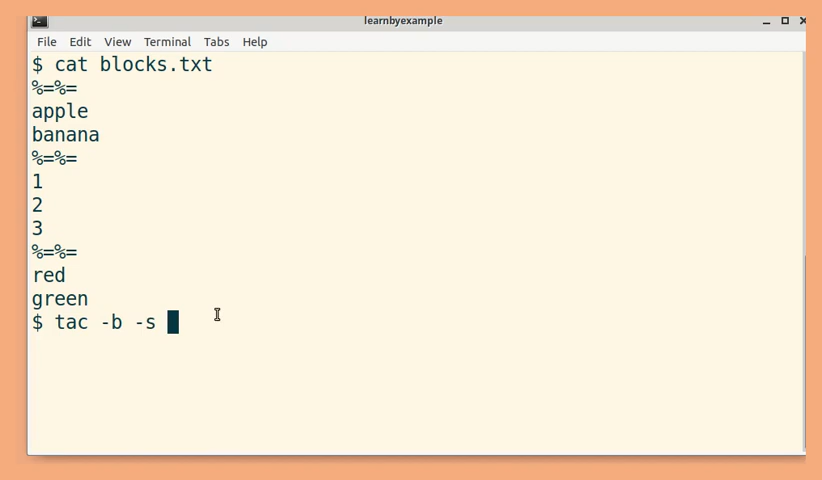 learnbyexample
File Edit View Terminal Tabs Help
$ cat blocks.txt
%=%=
apple
banana
%=%=
1
2
3
%=%=
red
green
$ tac -b -s